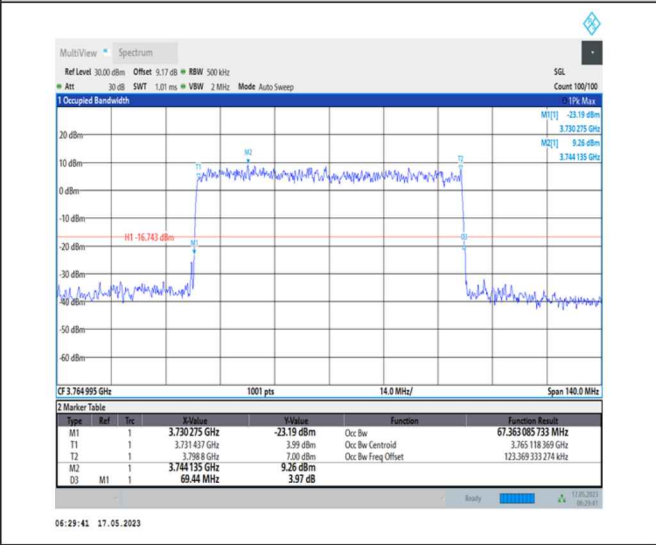 MultiView Spectrum
Ref Level 30.00 dBm Offset 9.17 dB RBW 500 kHz SGL
Att 30 dB SWT 1.01 ms VBW 2 MHz Mode Auto Sweep Count 100/100
1 Occupied Bandwidth 1Pk Max
M1[1] -23.19 dBm
3.730 275 GHz
M2[1] 9.26 dBm
3.744 135 GHz
20 dBm
M2
T1
10 dBm
0 dBm
-10 dBm
H1 -16.743 dBm
M1
-20 dBm
-30 dBm
-40 dBm
-50 dBm
-60 dBm
CF 3.764 995 GHz 1001 pts 14.0 MHz/ Span 140.0 MHz
2 Marker Table
Type Ref Trc X-Value Y-Value Function Function Result
M1 1 3.730 275 GHz -23.19 dBm Occ Bw 67.363 085 733 MHz
T1 1 3.731 437 GHz 3.99 dBm Occ Bw Centroid 3.765 118 369 GHz
T2 1 3.798 8 GHz 7.00 dBm Occ Bw Freq Offset 123.369 333 274 kHz
M2 1 3.744 135 GHz 9.26 dBm
D3 M1 1 69.44 MHz 3.97 dB
Ready 17.05.2023
06:29:41
06:29:41 17.05.2023